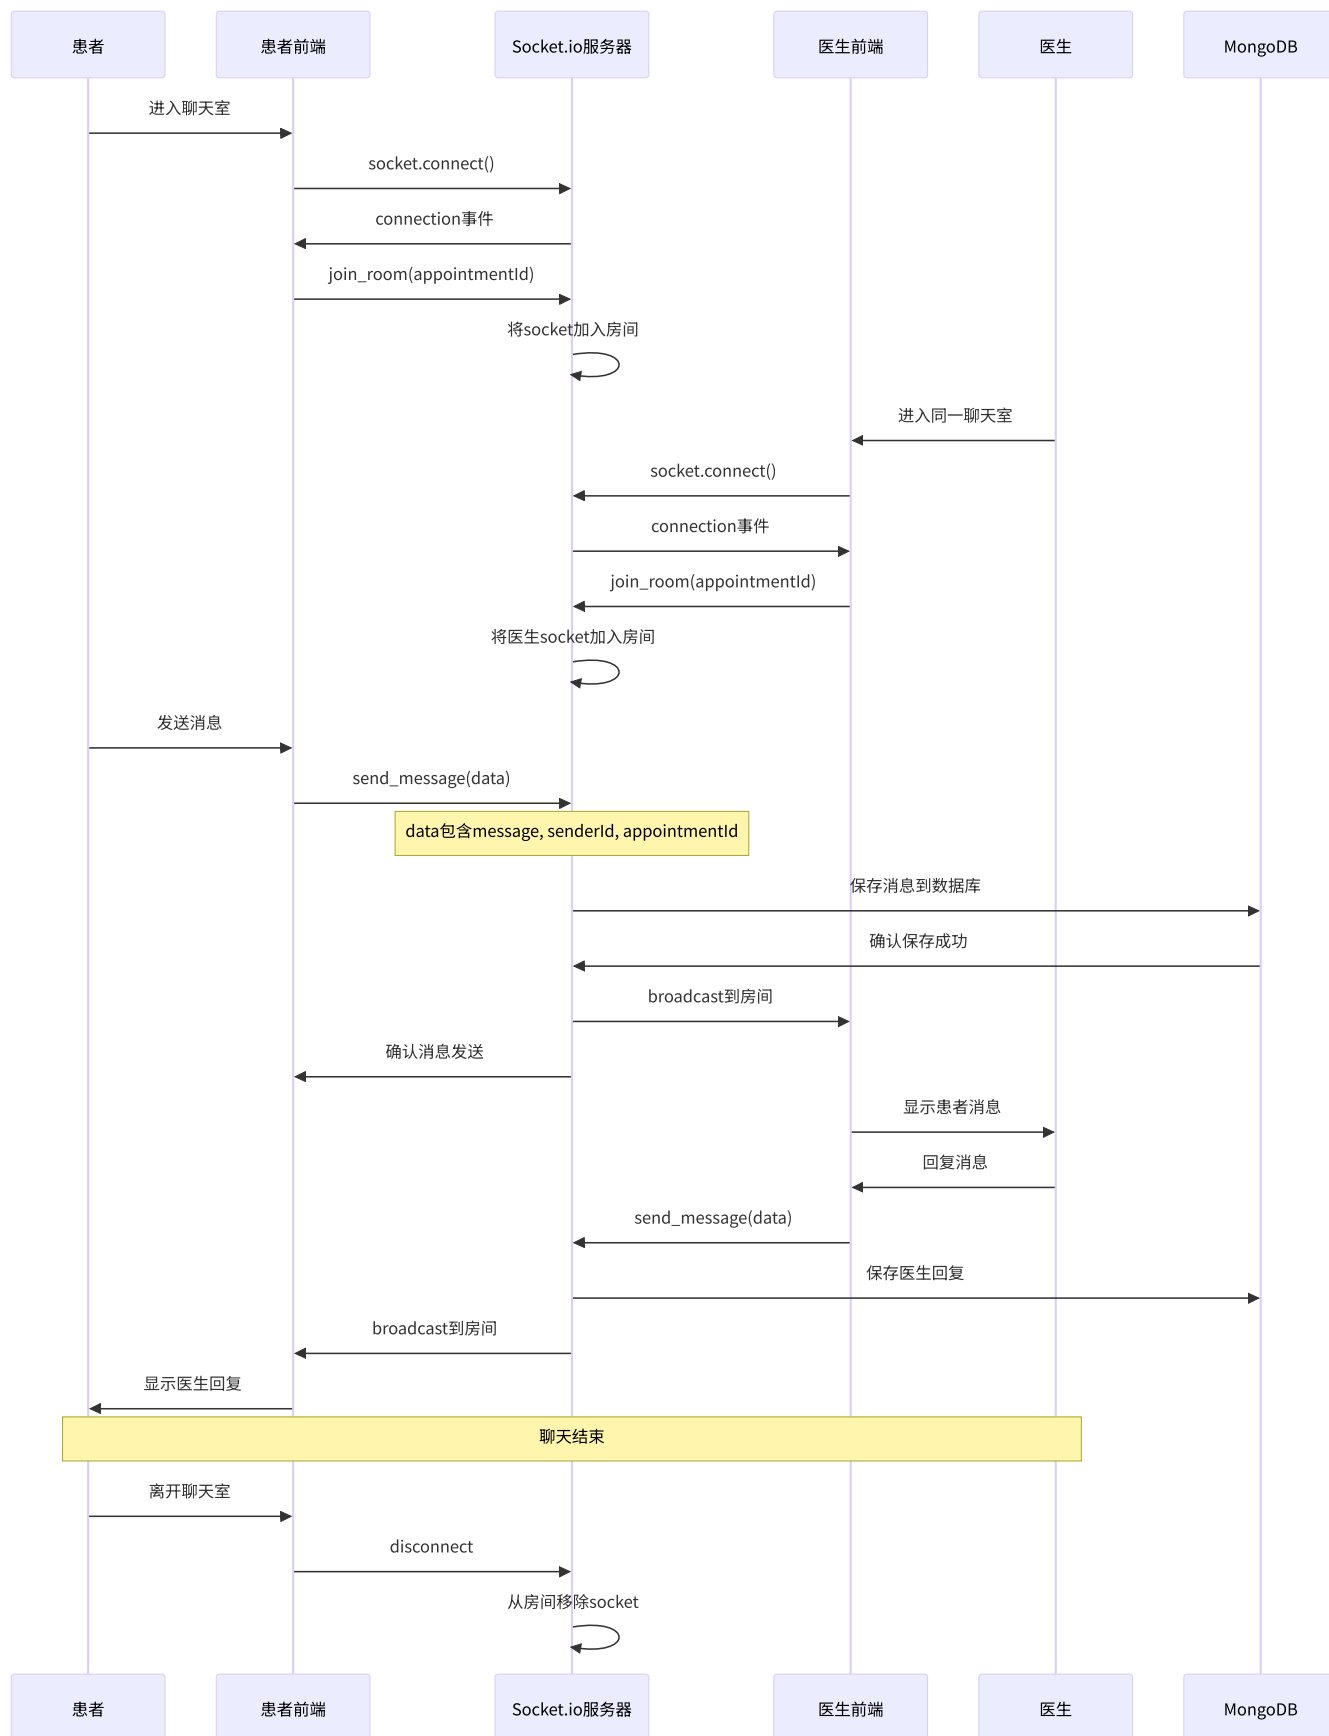 患者
患者前端
Socket.io服务器
医生前端
医生
MongoDB
进入聊天室
socket.connect()
connection事件
join_room(appointmentId)
将socket加入房间
进入同一聊天室
socket.connect()
connection事件
join_room(appointmentId)
将医生socket加入房间
发送消息
send_message(data)
data包含message, senderId, appointmentId
保存消息到数据库
确认保存成功
broadcast到房间
确认消息发送
显示患者消息
回复消息
send_message(data)
保存医生回复
broadcast到房间
显示医生回复
聊天结束
离开聊天室
disconnect
从房间移除socket
患者
患者前端
Socket.io服务器
医生前端
医生
MongoDB